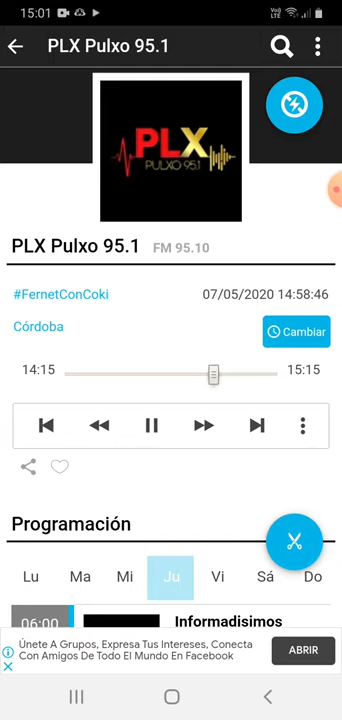 15:01
Vo)) LTE
PLX Pulxo 95.1
PLX
PULXO 95.1
PLX Pulxo 95.1 FM 95.10
#FernetConCoki 07/05/2020 14:58:46
Córdoba Cambiar
14:15 15:15
Programación
Lu Ma Mi Ju Vi Sá Do
06:00 Informadisimos
Únete A Grupos, Expresa Tus Intereses, Conecta
Con Amigos De Todo El Mundo En Facebook
ABRIR